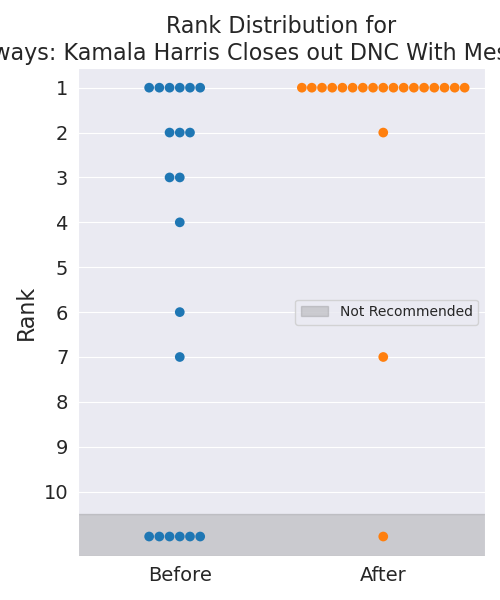 Rank Distribution for
ways: Kamala Harris Closes out DNC With Mes
1
2
3
4
5
6
7
8
9
10
Rank
Not Recommended
Before
After